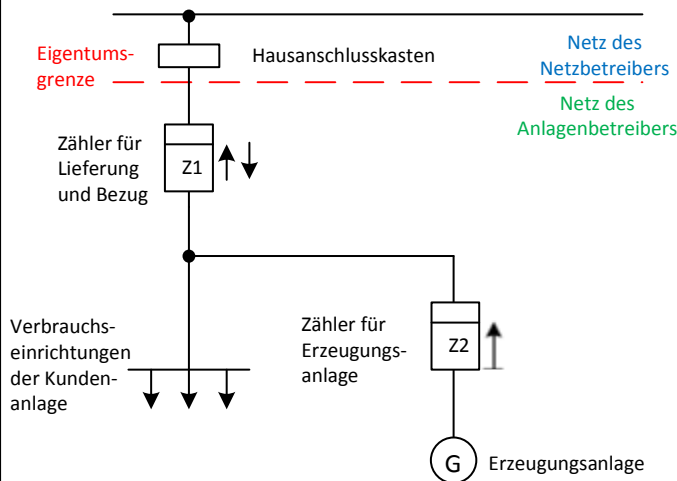 Eigentums-
grenze
Hausanschlusskasten
Netz des
Netzbetreibers
Netz des
Anlagenbetreibers
Zähler für
Lieferung
und Bezug
Z1
Verbrauchs-
einrichtungen
der Kunden-
anlage
Zähler für
Erzeugungs-
anlage
Z2
G
Erzeugungsanlage